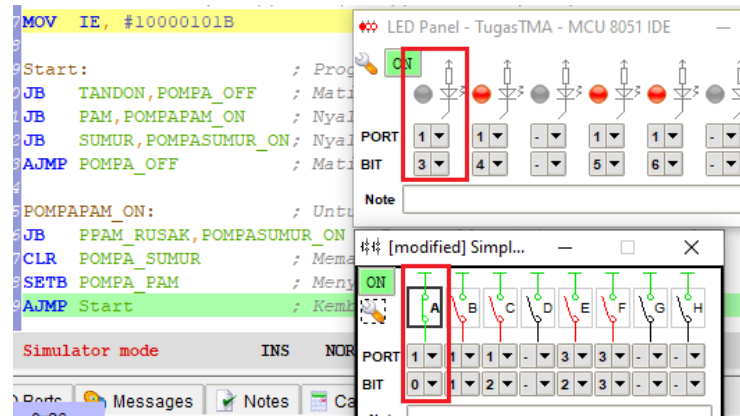 MOV IE, #10000101B
Start: ; Prog
JB TANDON,POMPA_OFF ; Mati
JB PAM,POMPAPAM_ON ; Nyal
JB SUMUR,POMPASUMUR_ON; Nyal
AJMP POMPA_OFF ; Mati
POMPAPAM_ON: ; Untu
JB PPAM_RUSAK,POMPASUMUR_ON
CLR POMPA_SUMUR ; Mema
SETB POMPA_PAM ; Meny
AJMP Start ; Kemb
Simulator mode INS NOR
Ports Messages Notes Ca
LED Panel - TugasTMA - MCU 8051 IDE
ON
PORT 1 1 - 1 1 -
BIT 3 4 - 5 6 -
Note
[modified] Simpl...
ON
A B C D E F G H
PORT 1 1 1 - 3 3 - -
BIT 0 1 2 - 2 3 - -